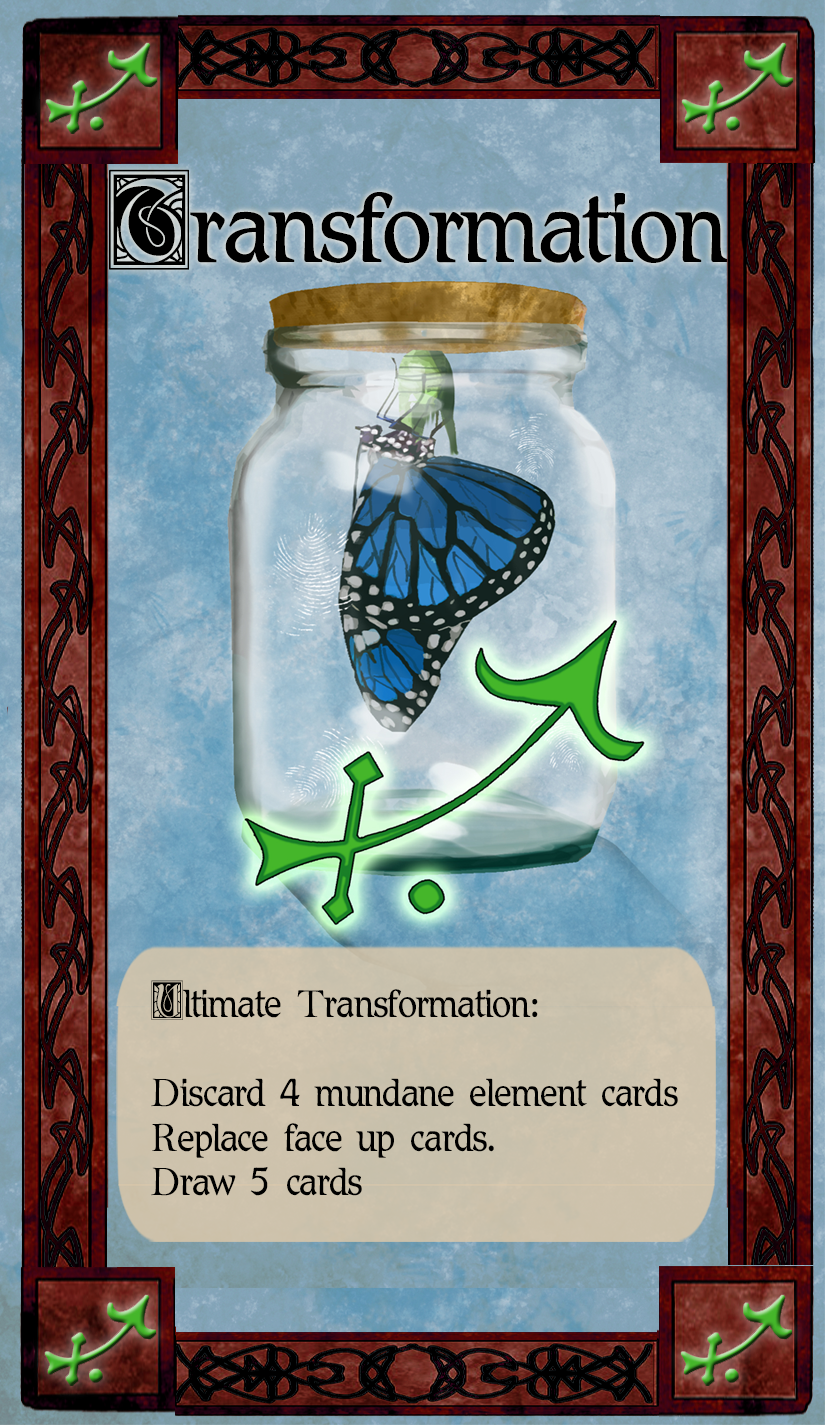 Transformation
Ultimate Transformation:
Discard 4 mundane element cards
Replace face up cards.
Draw 5 cards